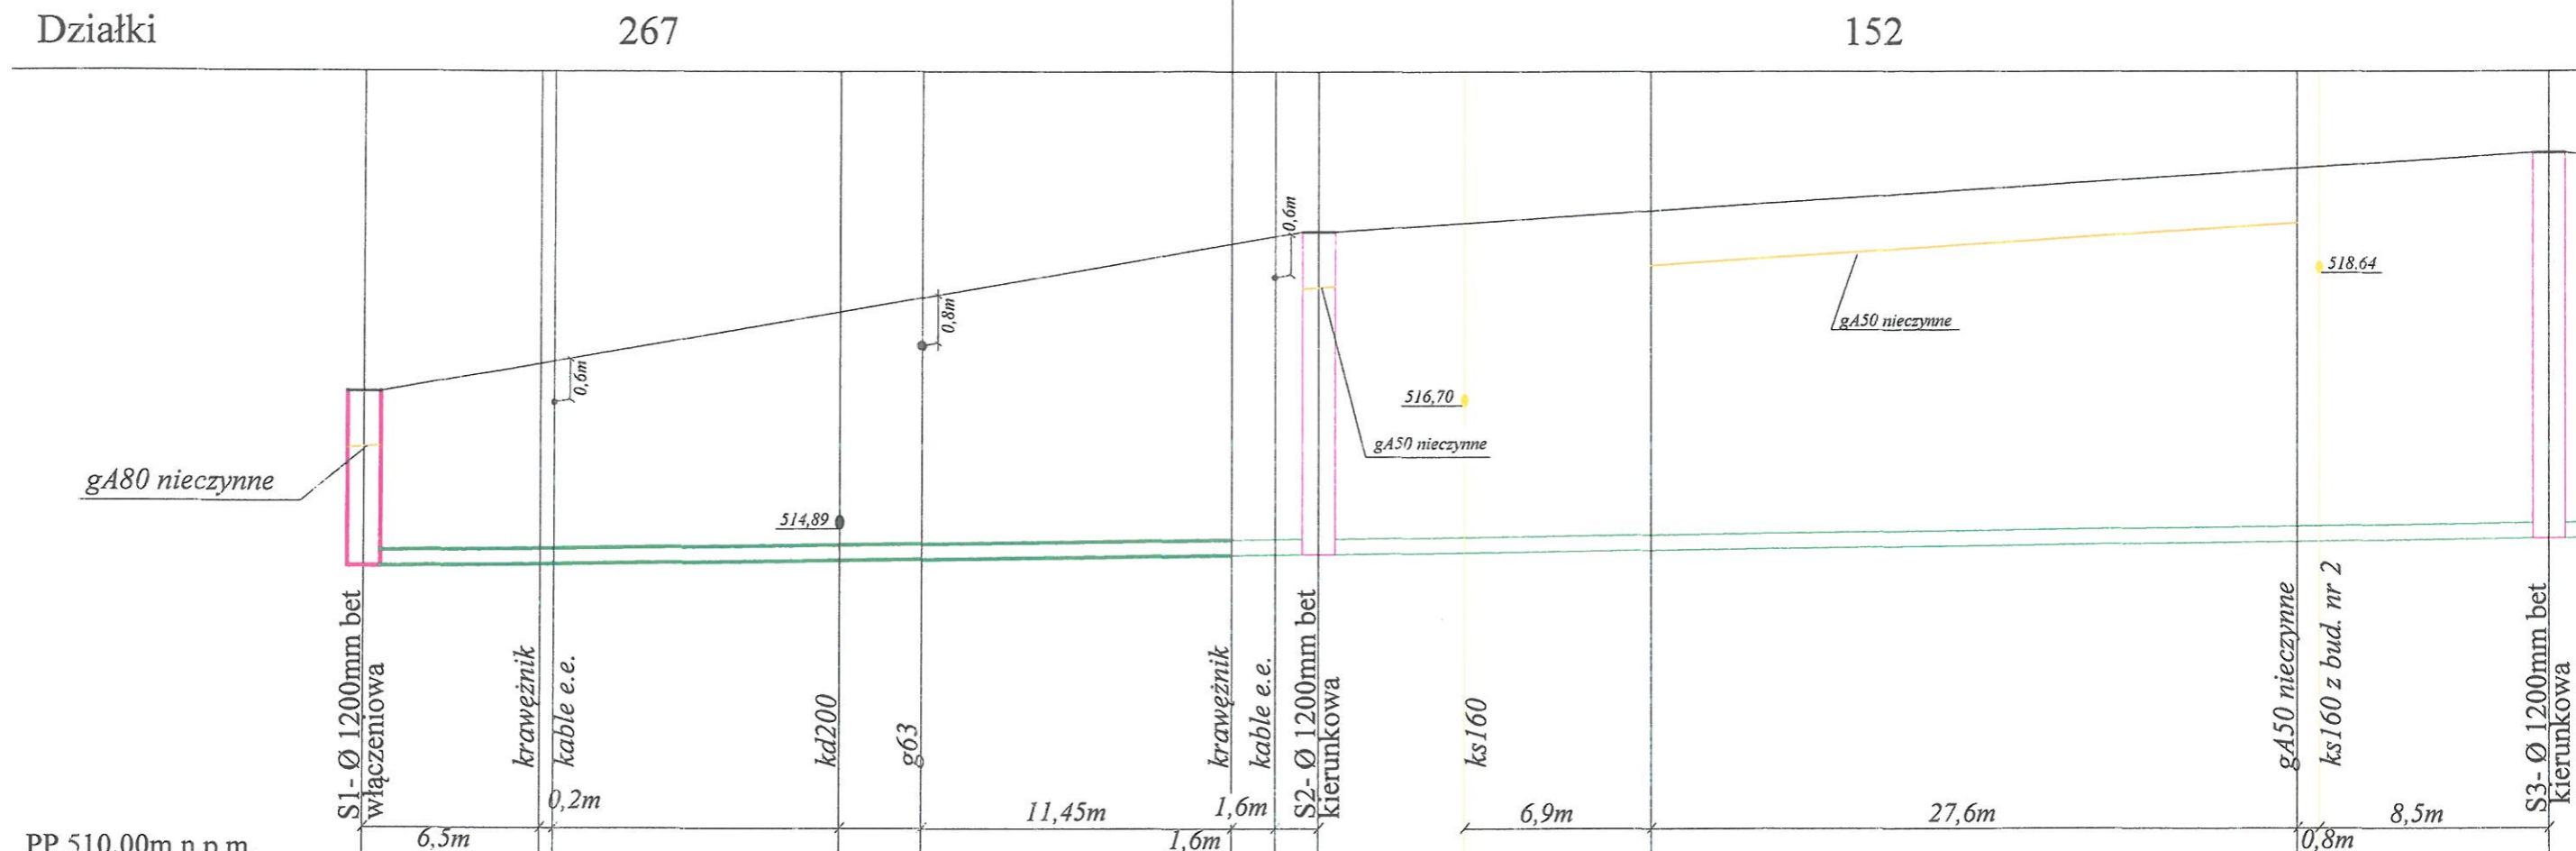 Działki
267
152
0,6m
518,64
0,8m
gA50 nieczynne
0,6m
516,70
gA50 nieczynne
gA80 nieczynne
514,89
S1- Ø 1200mm bet
włączeniowa
krawężnik
kable e.e.
kd200
g63
krawężnik
kable e.e.
S2- Ø 1200mm bet
kierunkowa
ks160
gA50 nieczynne
ks160 z bud. nr 2
S3- Ø 1200mm bet
kierunkowa
0,2m
11,45m
1,6m
6,9m
27,6m
8,5m
PP 510,00m n.p.m.
6,5m
1,6m
0,8m